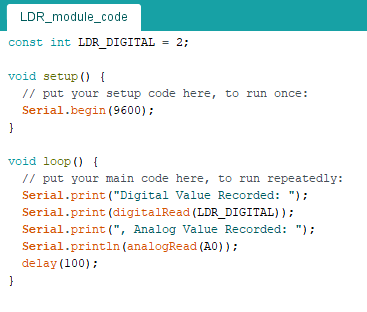 LDR_module_code
const int LDR_DIGITAL = 2;
void setup() {
// put your setup code here, to run once:
Serial.begin(9600);
}
void loop() {
// put your main code here, to run repeatedly:
Serial.print("Digital Value Recorded: ");
Serial.print(digitalRead(LDR_DIGITAL));
Serial.print(", Analog Value Recorded: ");
Serial.println(analogRead(A0));
delay(100);
}